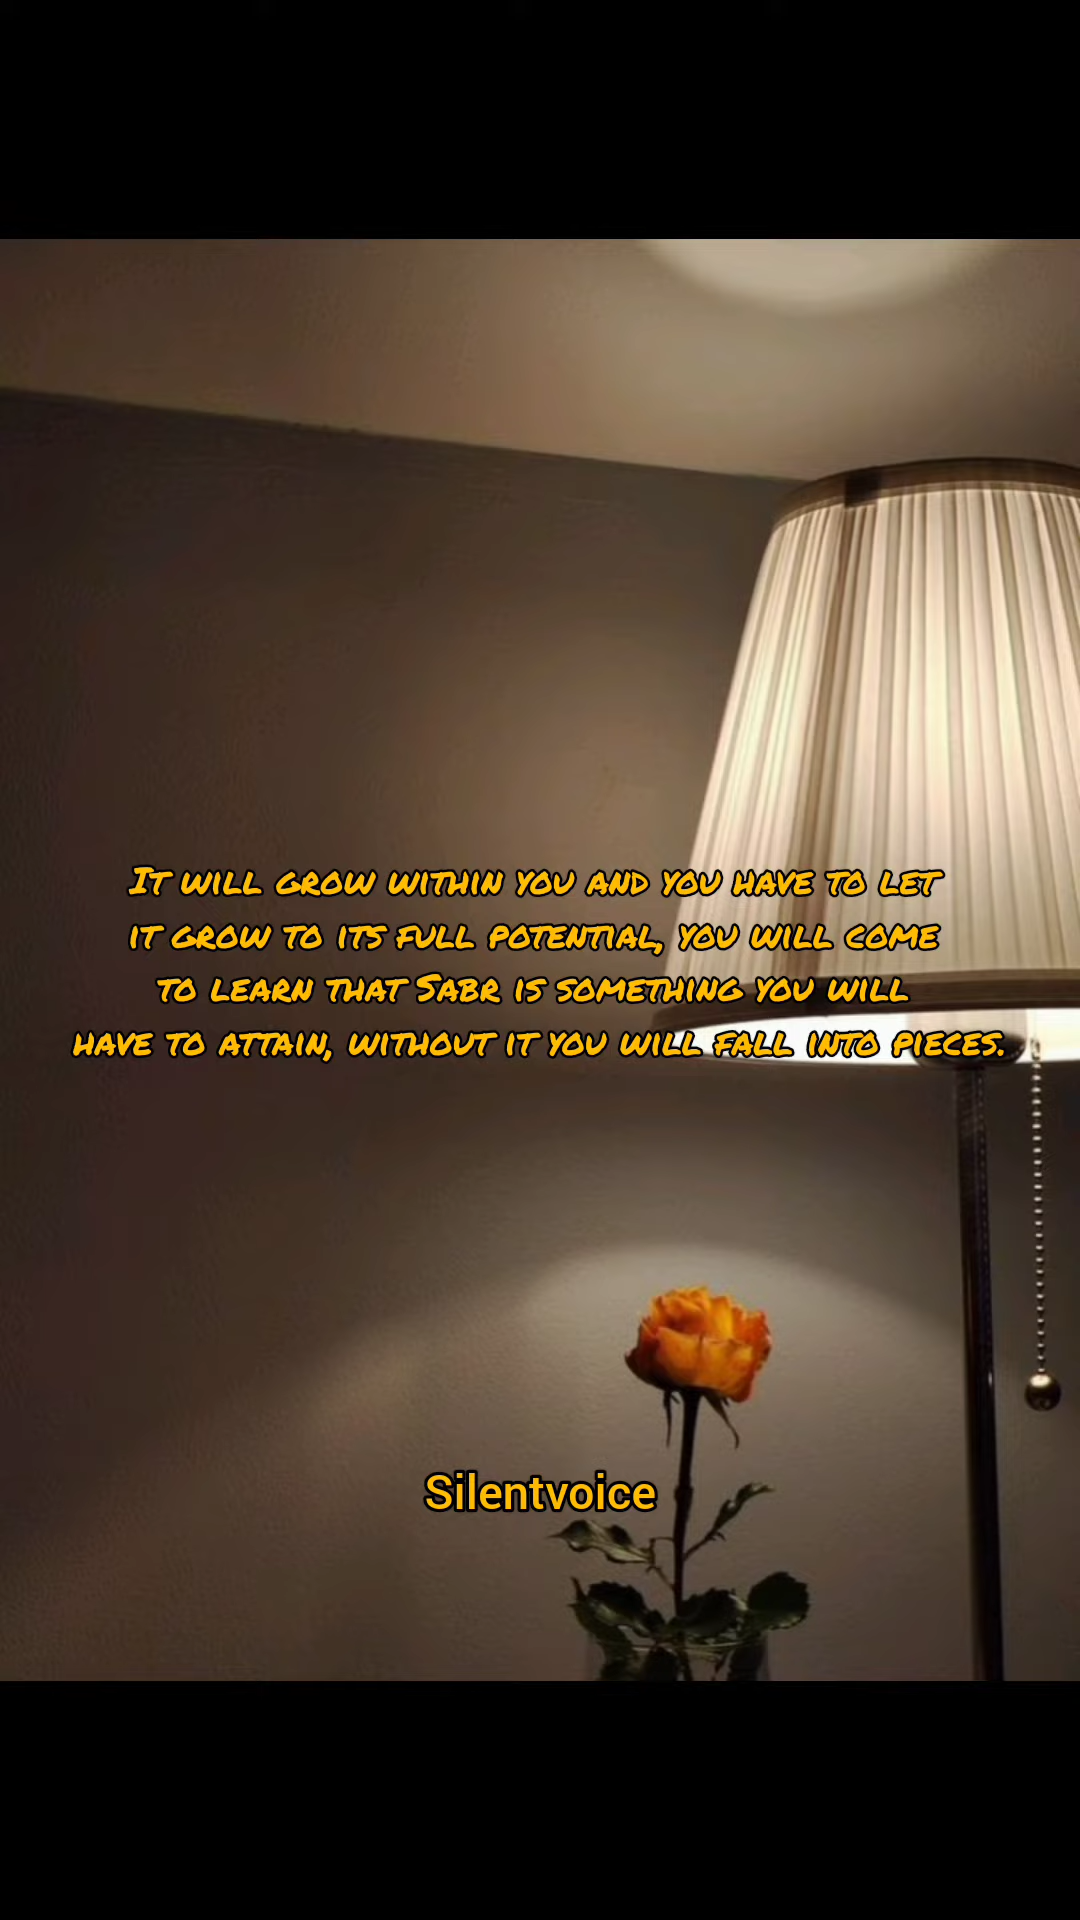 It will grow within you and you have to let
it grow to its full potential, you will come
to learn that Sabr is something you will
have to attain, without it you will fall into pieces.
Silentvoice